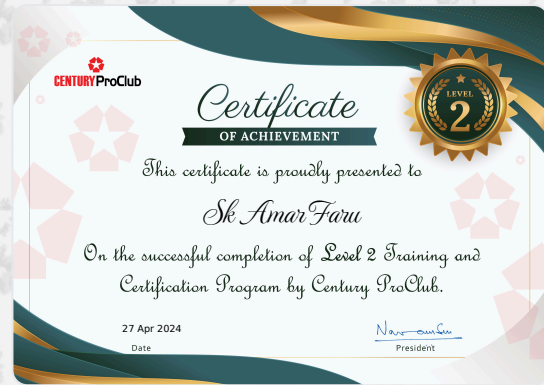 CENTURY ProClub
Certificate
OF ACHIEVEMENT
LEVEL
2
This certificate is proudly presented to
Sk Amar Faru
On the successful completion of Level 2 Training and
Certification Program by Century ProClub.
27 Apr 2024
Date
President